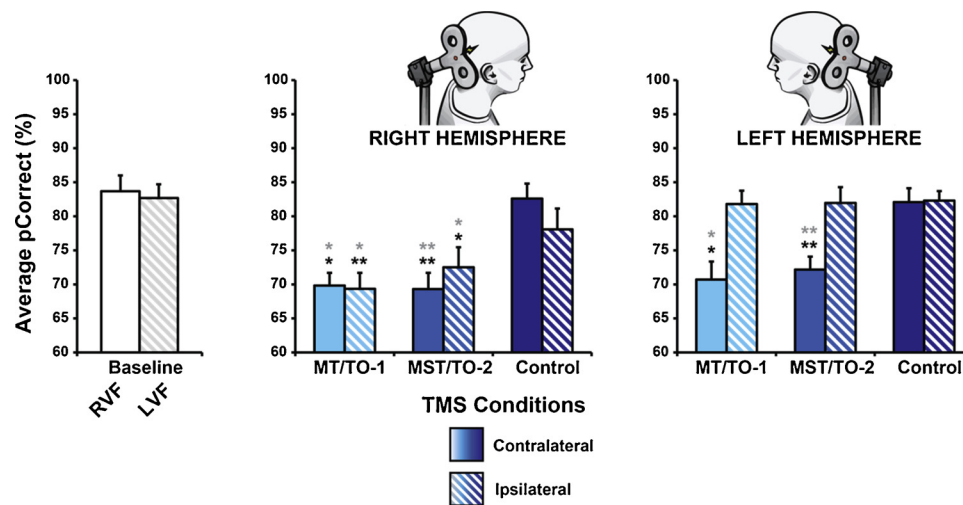 Average pCorrect (%)
100
95
90
85
80
75
70
65
60
Baseline
RVF
LVF
RIGHT HEMISPHERE
100
95
90
85
80
75
70
65
60
*
*
*
**
**
**
*
*
MT/TO-1
MST/TO-2
Control
LEFT HEMISPHERE
100
95
90
85
80
75
70
65
60
*
*
**
**
MT/TO-1
MST/TO-2
Control
TMS Conditions
Contralateral
Ipsilateral